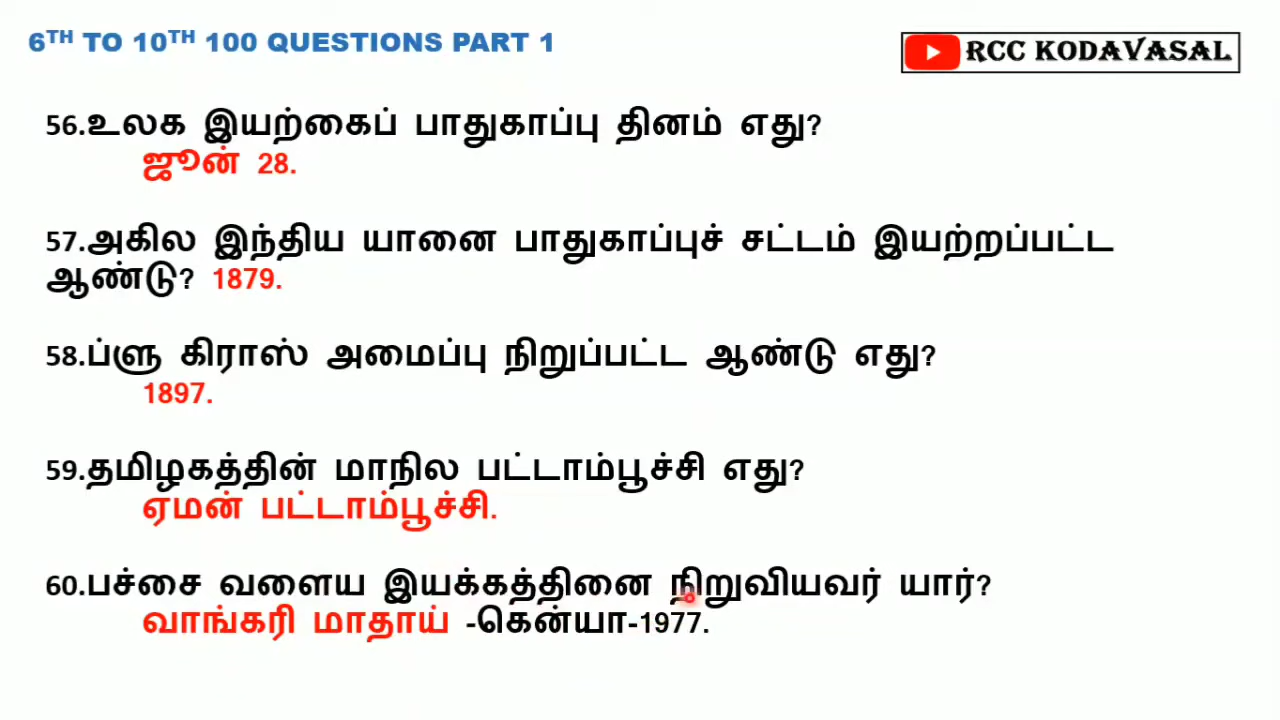 6TH TO 10TH 100 QUESTIONS PART 1
RCC KODAVASAL
56.உலக இயற்கைப் பாதுகாப்பு தினம் எது?
ஜூன் 28.
57.அகில இந்திய யானை பாதுகாப்புச் சட்டம் இயற்றப்பட்ட
ஆண்டு? 1879.
58.ப்ளு கிராஸ் அமைப்பு நிறுப்பட்ட ஆண்டு எது?
1897.
59.தமிழகத்தின் மாநில பட்டாம்பூச்சி எது?
ஏமன் பட்டாம்பூச்சி.
60.பச்சை வளைய இயக்கத்தினை நிறுவியவர் யார்?
வாங்கரி மாதாய் -கென்யா-1977.